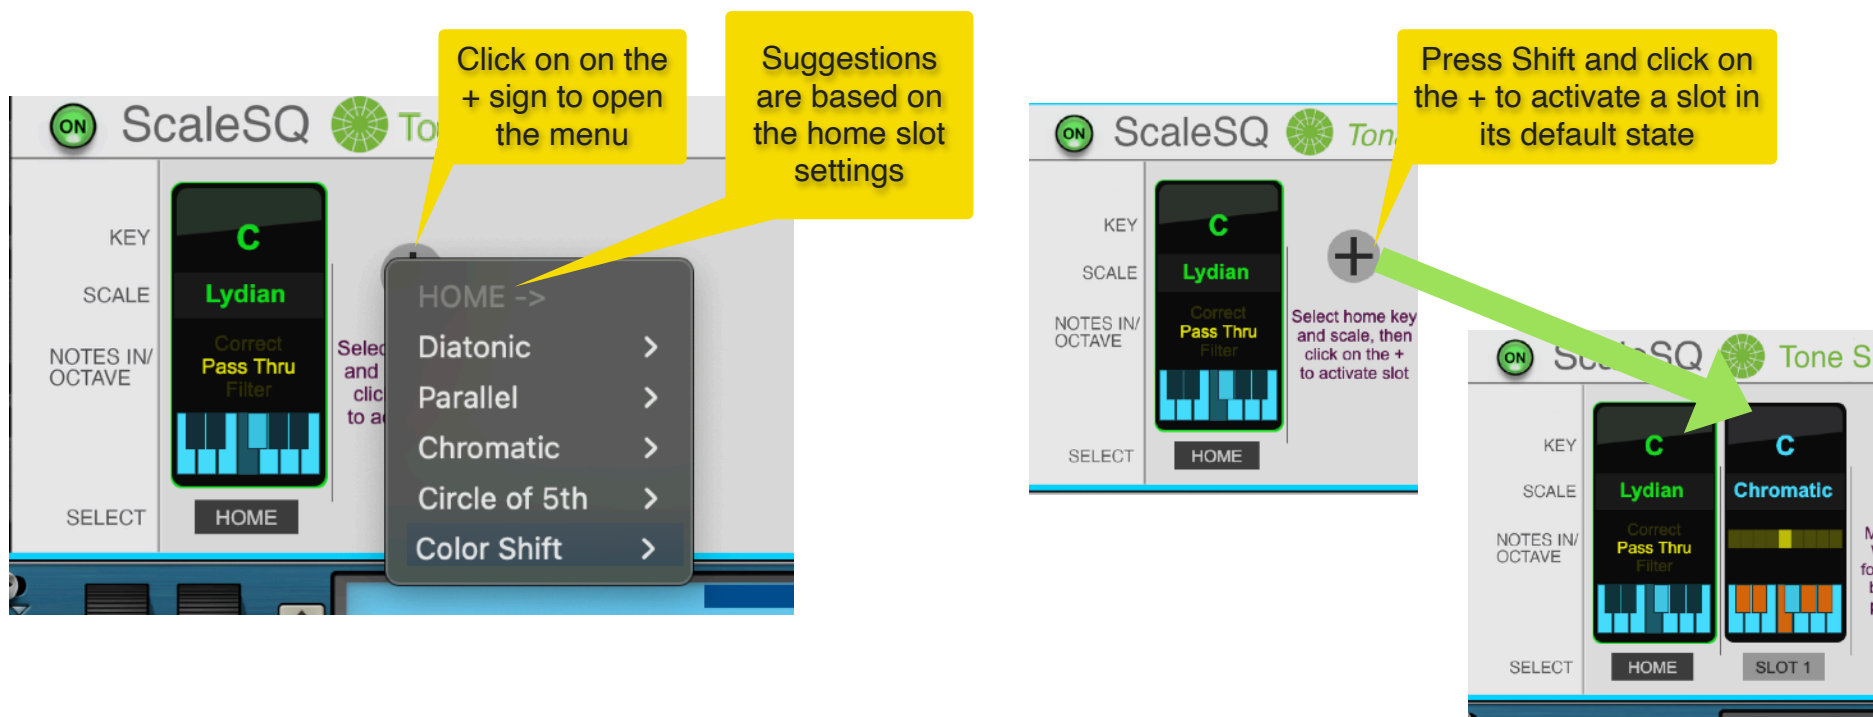 Click on on the
+ sign to open
the menu
Suggestions
are based on
the home slot
settings
ON
ScaleSQ
KEY
C
SCALE
Lydian
NOTES IN/
OCTAVE
Correct
Pass Thru
Filter
and
SELECT
HOME
HOME ->
Diatonic
Parallel
Chromatic
Circle of 5th
Color Shift
Press Shift and click on
the + to activate a slot in
its default state
ON
ScaleSQ
KEY
C
SCALE
Lydian
NOTES IN/
OCTAVE
Correct
Pass Thru
Filter
Select home key
and scale, then
click on the +
to activate slot
SELECT
HOME
ON
ScaleSQ
Tone S
KEY
C
C
SCALE
Lydian
Chromatic
NOTES IN/
OCTAVE
Correct
Pass Thru
Filter
SELECT
HOME
SLOT 1